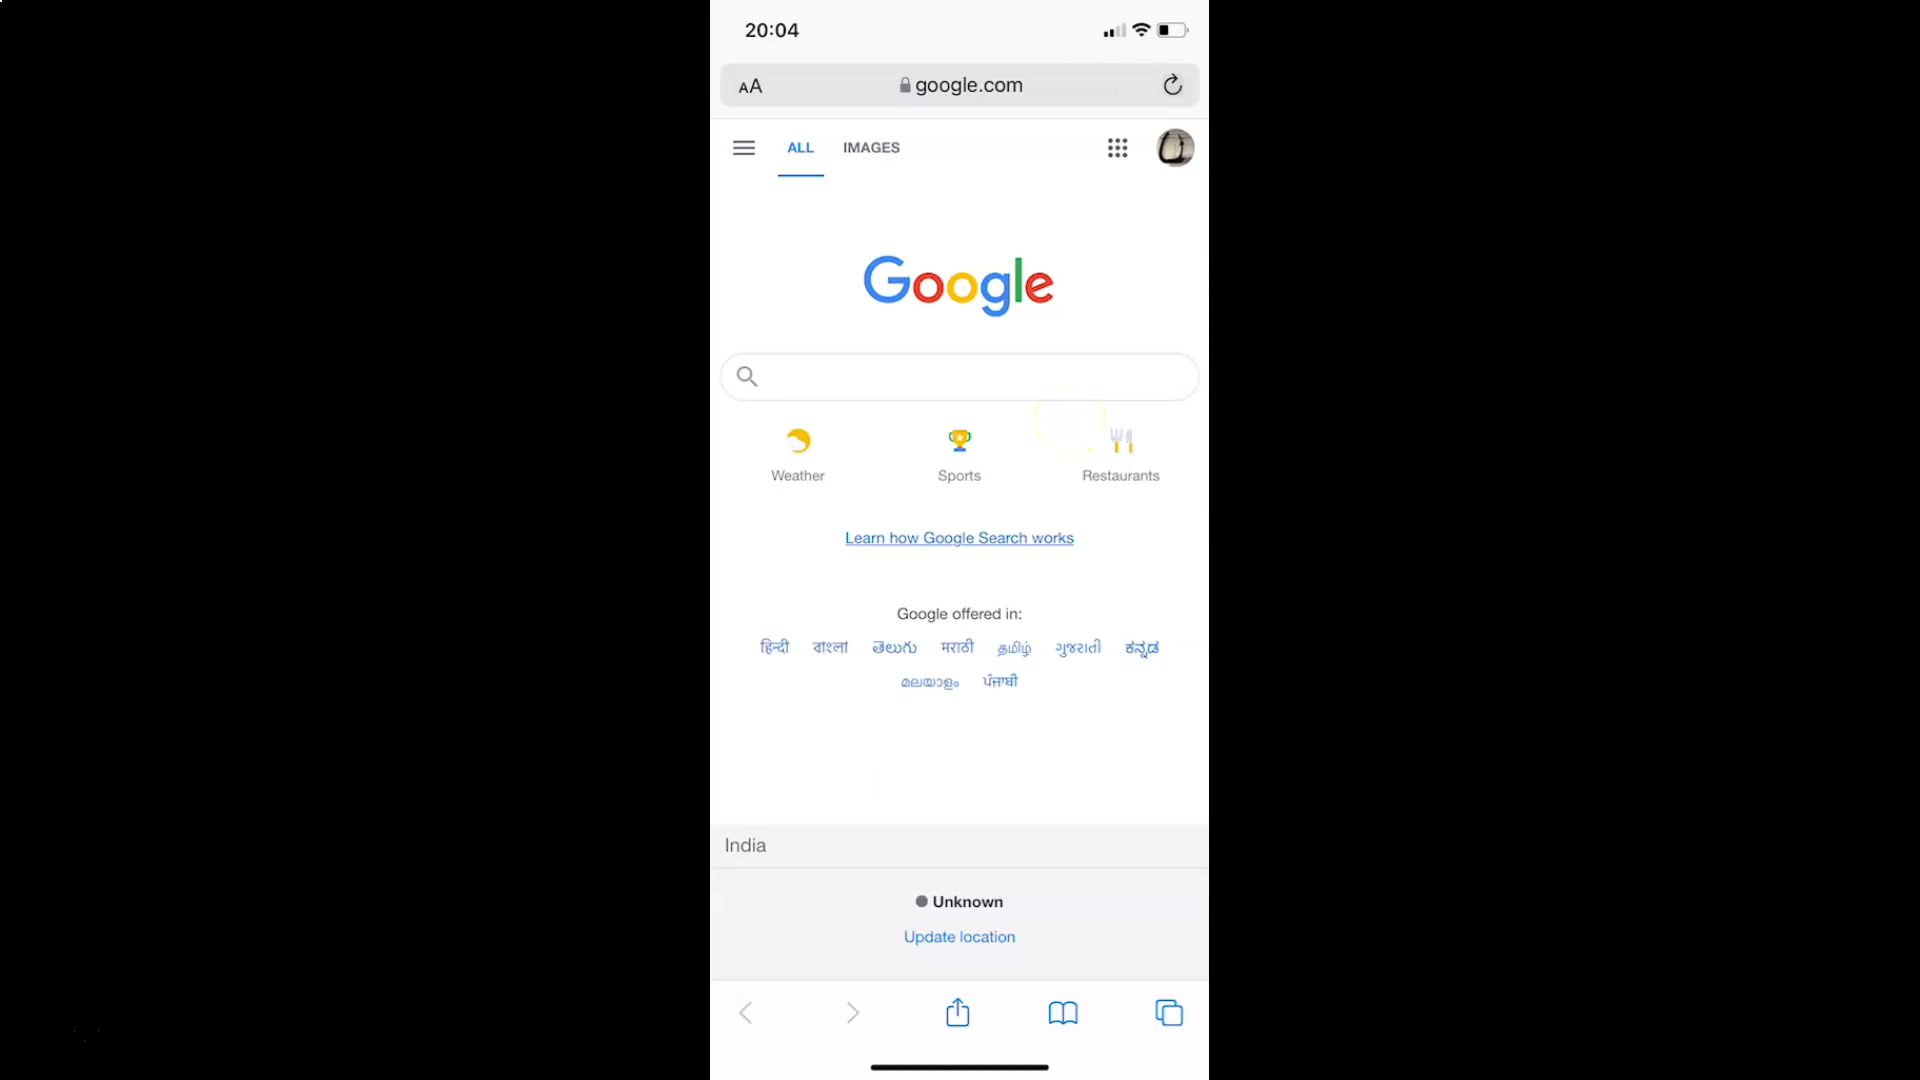 20:04
AA google.com
ALL IMAGES
Google
Weather Sports Restaurants
Learn how Google Search works
Google offered in:
हिन्दी বাংলা తెలుగు मराठी தமிழ் ગુજરાતી ಕನ್ನಡ
മലയാളം ਪੰਜਾਬੀ
India
Unknown
Update location